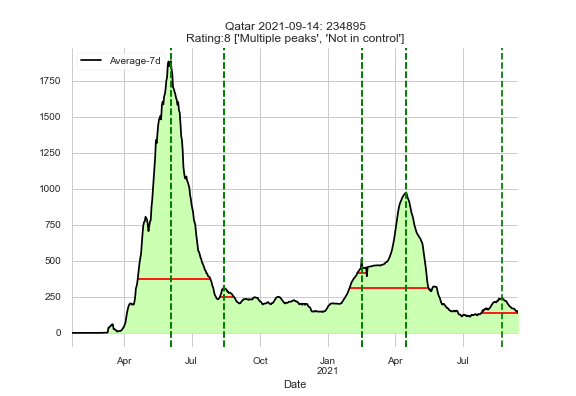 Qatar 2021-09-14: 234895
Rating:8 ['Multiple peaks', 'Not in control']
Average-7d
1750
1500
1250
1000
750
500
250
0
Apr
Jul
Oct
Jan
2021
Apr
Jul
Date